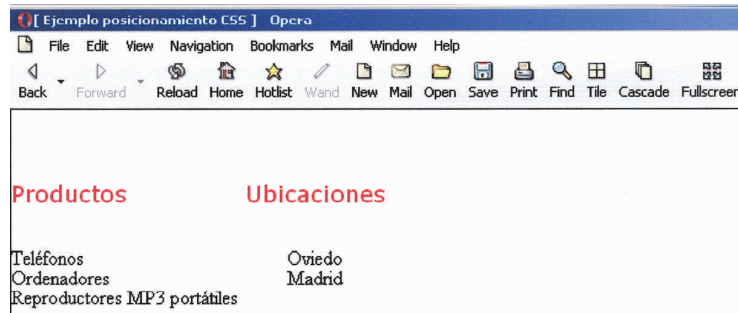 [ Ejemplo posicionamiento CSS ] Opera
File Edit View Navigation Bookmarks Mail Window Help
Back Forward Reload Home Hotlist Wand New Mail Open Save Print Find Tile Cascade Fullscreen
Productos Ubicaciones
Teléfonos Oviedo
Ordenadores Madrid
Reproductores MP3 portátiles